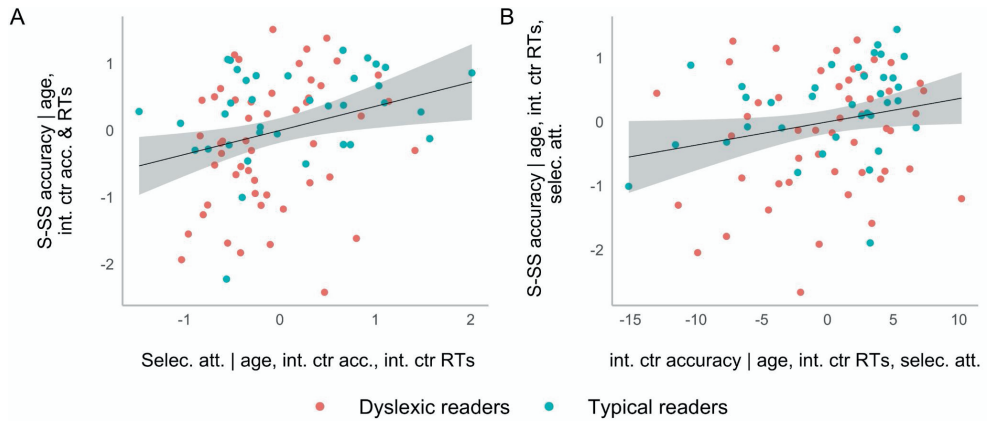 A
S-SS accuracy | age,
int. ctr acc. & RTs
1
0
-1
-2
-1
0
1
2
Selec. att. | age, int. ctr acc., int. ctr RTs
B
S-SS accuracy | age, int. ctr RTs,
selec. att.
1
0
-1
-2
-15
-10
-5
0
5
10
int. ctr accuracy | age, int. ctr RTs, selec. att.
Dyslexic readers
Typical readers